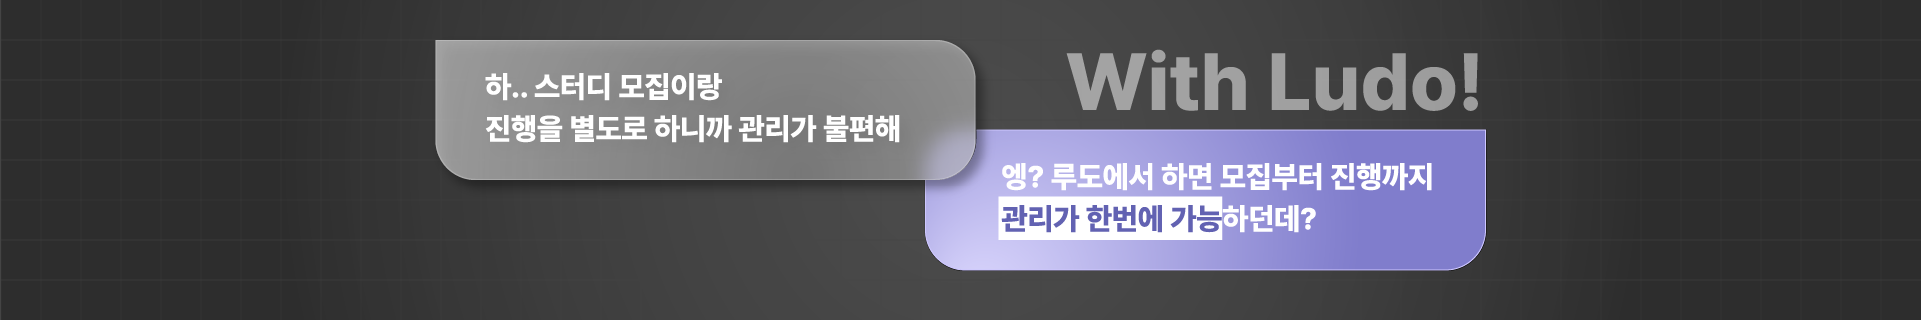 하.. 스터디 모집이랑
진행을 별도로 하니까 관리가 불편해
With Ludo!
엥? 루도에서 하면 모집부터 진행까지
관리가 한번에 가능하던데?